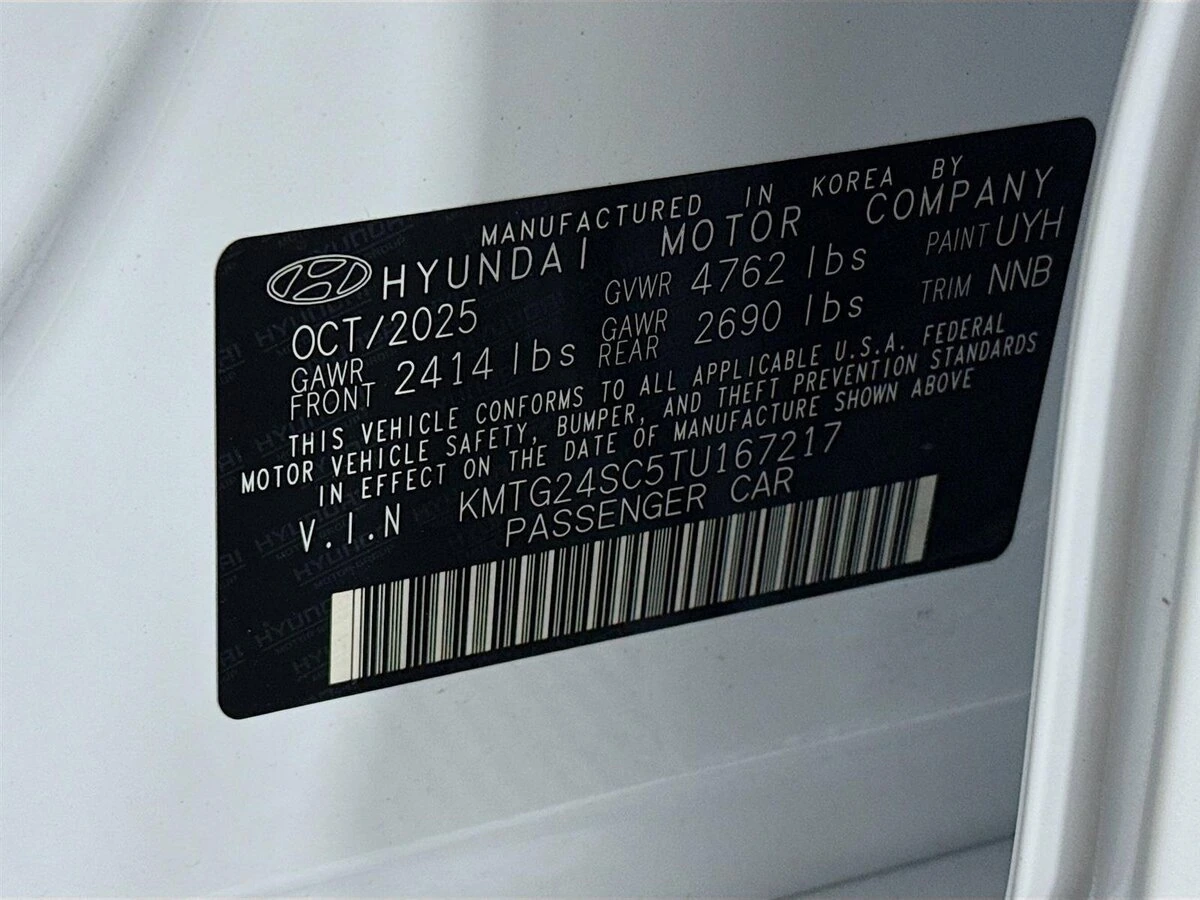 MANUFACTURED IN KOREA BY
HYUNDAI MOTOR COMPANY
OCT/2025 GVWR 4762 lbs PAINT UYH
GAWR FRONT 2414 lbs GAWR REAR 2690 lbs TRIM NNB
THIS VEHICLE CONFORMS TO ALL APPLICABLE U.S.A. FEDERAL
MOTOR VEHICLE SAFETY, BUMPER, AND THEFT PREVENTION STANDARDS
IN EFFECT ON THE DATE OF MANUFACTURE SHOWN ABOVE
V.I.N KMTG24SC5TU167217
PASSENGER CAR